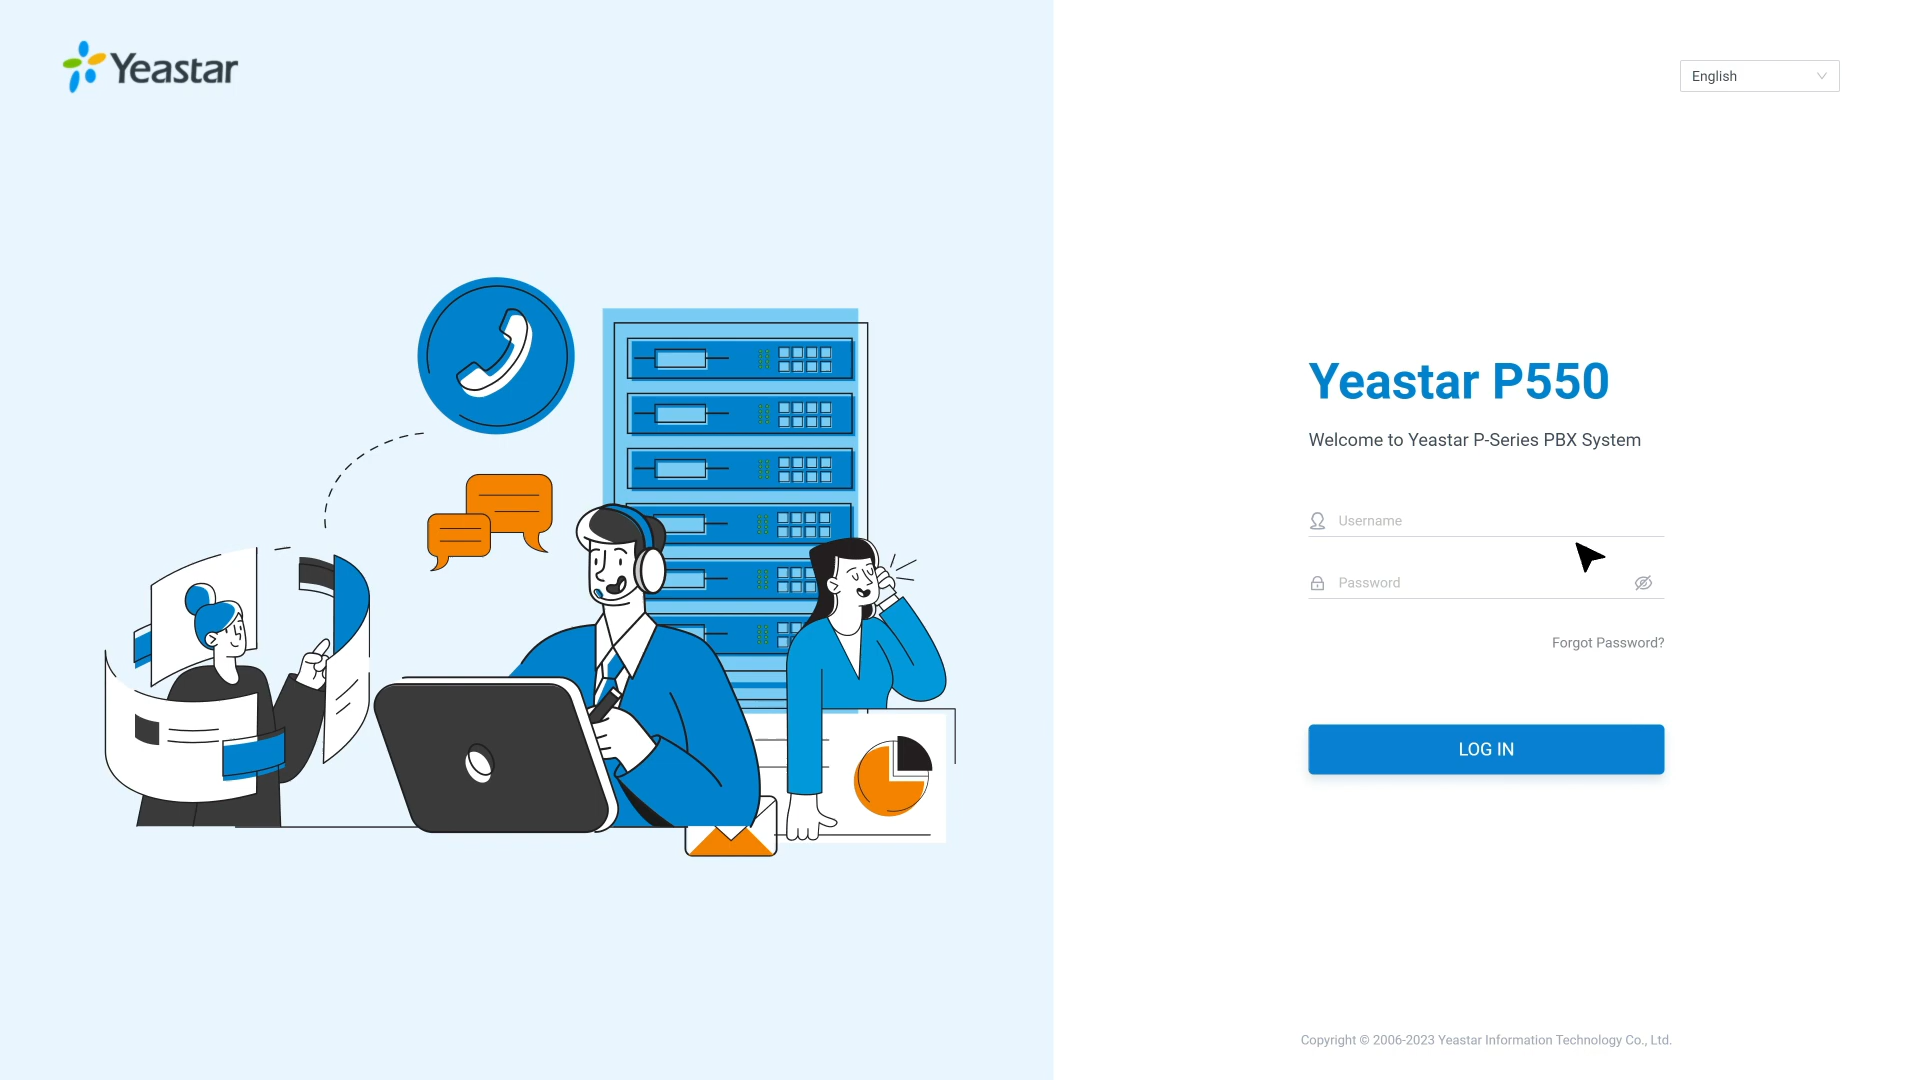 Yeastar
English
Yeastar P550
Welcome to Yeastar P-Series PBX System
Username
Password
Forgot Password?
LOG IN
Copyright © 2006-2023 Yeastar Information Technology Co., Ltd.